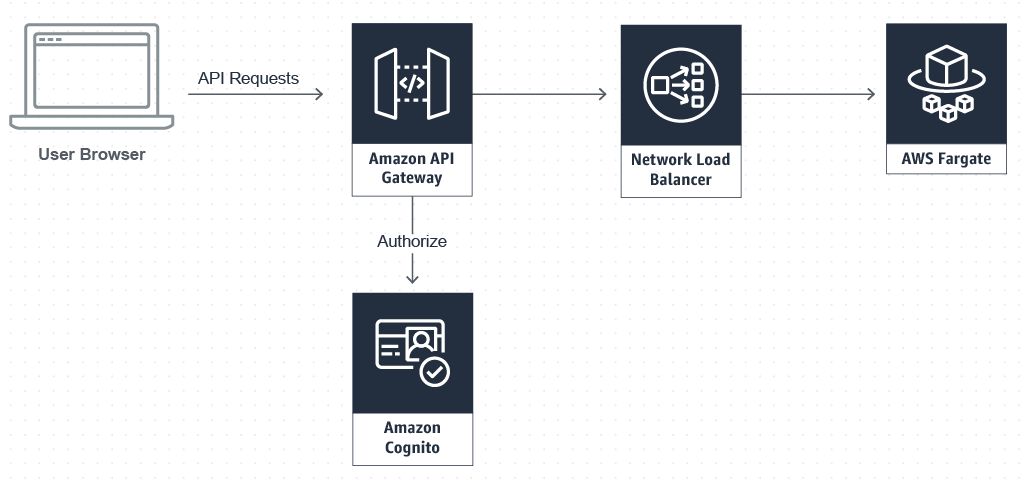 API Requests
User Browser
Amazon API
Gateway
</>
Network Load
Balancer
AWS Fargate
Authorize
Amazon
Cognito